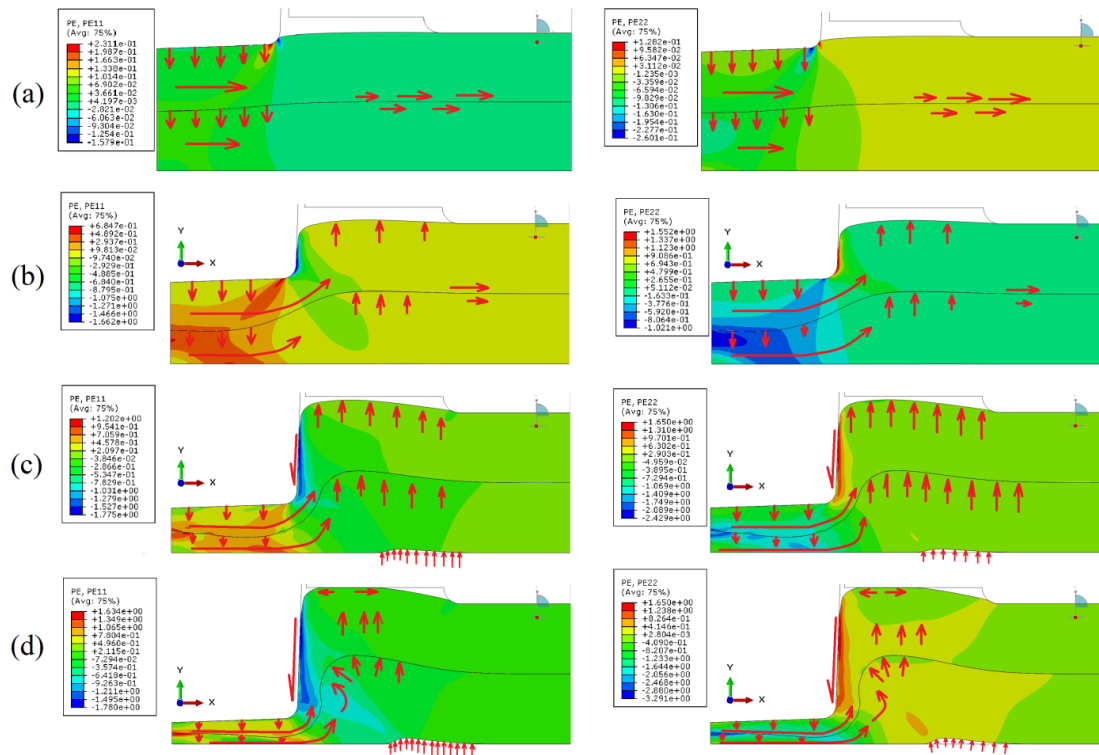 PE, PE11
(Avg: 75%)
+2.311e-01
+1.987e-01
+1.663e-01
+1.338e-01
+1.014e-01
+6.902e-02
+3.661e-02
+4.197e-03
-2.821e-02
-6.063e-02
-9.304e-02
-1.254e-01
-1.579e-01
PE, PE22
(Avg: 75%)
+1.282e-01
+9.582e-02
+6.347e-02
+3.112e-02
-1.235e-03
-3.359e-02
-6.594e-02
-9.829e-02
-1.306e-01
-1.630e-01
-1.954e-01
-2.277e-01
-2.601e-01
(a)
PE, PE11
(Avg: 75%)
+6.847e-01
+4.892e-01
+2.937e-01
+9.813e-02
-9.740e-02
-2.929e-01
-4.885e-01
-6.840e-01
-8.795e-01
-1.075e+00
-1.271e+00
-1.466e+00
-1.662e+00
Y
X
PE, PE22
(Avg: 75%)
+1.552e+00
+1.337e+00
+1.123e+00
+9.086e-01
+6.943e-01
+4.799e-01
+2.655e-01
+5.112e-02
-1.633e-01
-3.776e-01
-5.920e-01
-8.064e-01
-1.021e+00
Y
X
(b)
PE, PE11
(Avg: 75%)
+1.202e+00
+9.541e-01
+7.059e-01
+4.578e-01
+2.097e-01
-3.846e-02
-2.866e-01
-5.347e-01
-7.829e-01
-1.031e+00
-1.279e+00
-1.527e+00
-1.775e+00
Y
X
PE, PE22
(Avg: 75%)
+1.650e+00
+1.310e+00
+9.701e-01
+6.302e-01
+2.903e-01
-4.959e-02
-3.895e-01
-7.294e-01
-1.069e+00
-1.409e+00
-1.749e+00
-2.089e+00
-2.429e+00
Y
X
(c)
PE, PE11
(Avg: 75%)
+1.634e+00
+1.349e+00
+1.065e+00
+7.804e-01
+4.960e-01
+2.115e-01
-7.294e-02
-3.574e-01
-6.418e-01
-9.263e-01
-1.211e+00
-1.495e+00
-1.780e+00
Y
X
PE, PE22
(Avg: 75%)
+1.650e+00
+1.238e+00
+8.264e-01
+4.146e-01
+2.804e-03
-4.090e-01
-8.207e-01
-1.233e+00
-1.644e+00
-2.056e+00
-2.468e+00
-2.880e+00
-3.291e+00
Y
X
(d)